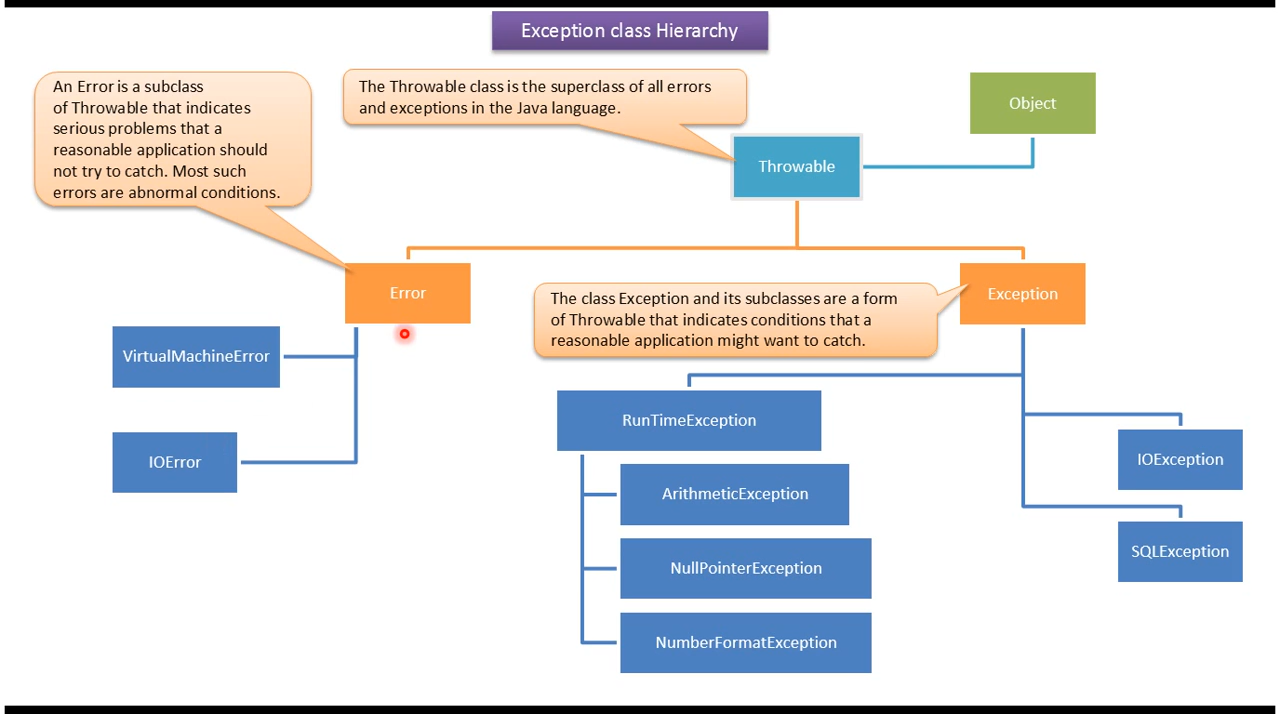 Exception class Hierarchy
An Error is a subclass
of Throwable that indicates
serious problems that a
reasonable application should
not try to catch. Most such
errors are abnormal conditions.
The Throwable class is the superclass of all errors
and exceptions in the Java language.
Object
Throwable
Error
The class Exception and its subclasses are a form
of Throwable that indicates conditions that a
reasonable application might want to catch.
Exception
VirtualMachineError
IOError
RunTimeException
ArithmeticException
NullPointerException
NumberFormatException
IOException
SQLException